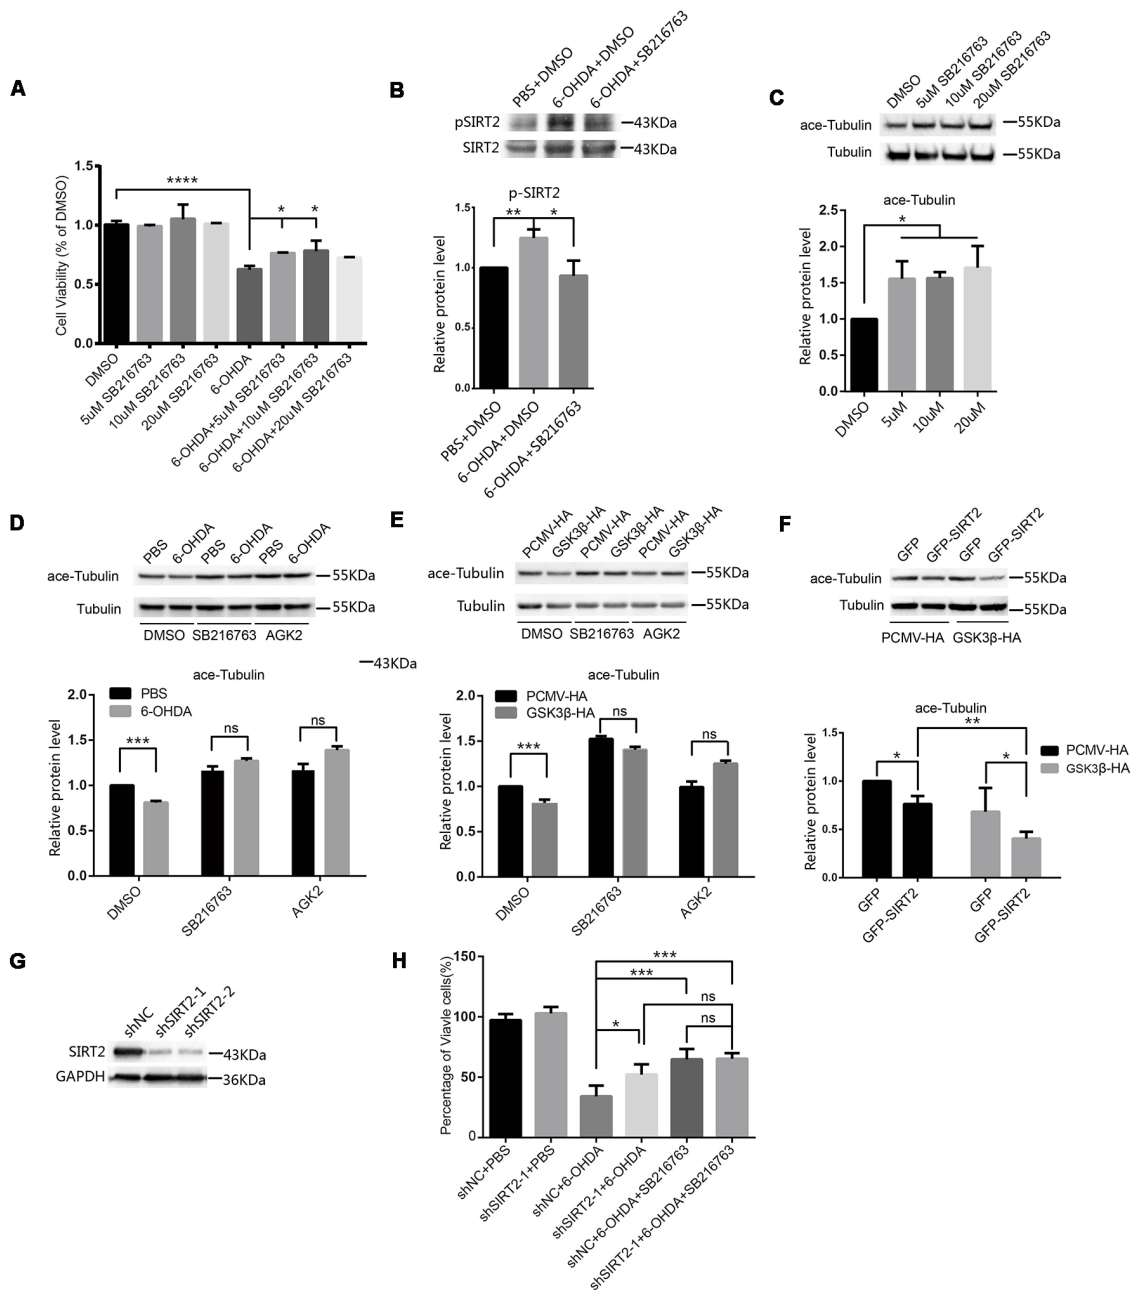 A
Cell Viability (% of DMSO)
1.5
1.0
0.5
0.0
****
*
*
DMSO
5uM SB216763
10uM SB216763
20uM SB216763
6-OHDA
6-OHDA+5uM SB216763
6-OHDA+10uM SB216763
6-OHDA+20uM SB216763
B
PBS+DMSO
6-OHDA+DMSO
6-OHDA+SB216763
pSIRT2
43KDa
SIRT2
43KDa
p-SIRT2
Relative protein level
1.5
1.0
0.5
0.0
**
*
PBS+DMSO
6-OHDA+DMSO
6-OHDA+SB216763
C
DMSO
5uM SB216763
10uM SB216763
20uM SB216763
ace-Tubulin
55KDa
Tubulin
55KDa
ace-Tubulin
Relative protein level
2.5
2.0
1.5
1.0
0.5
0.0
*
DMSO
5uM
10uM
20uM
D
PBS
6-OHDA
PBS
6-OHDA
PBS
6-OHDA
ace-Tubulin
55KDa
Tubulin
55KDa
DMSO
SB216763
AGK2
43KDa
ace-Tubulin
PBS
6-OHDA
Relative protein level
2.0
1.5
1.0
0.5
0.0
***
ns
ns
DMSO
SB216763
AGK2
E
PCMV-HA
GSK3β-HA
PCMV-HA
GSK3β-HA
PCMV-HA
GSK3β-HA
ace-Tubulin
55KDa
Tubulin
55KDa
DMSO
SB216763
AGK2
ace-Tubulin
PCMV-HA
GSK3β-HA
Relative protein level
2.0
1.5
1.0
0.5
0.0
***
ns
ns
DMSO
SB216763
AGK2
F
GFP
GFP-SIRT2
GFP
GFP-SIRT2
ace-Tubulin
55KDa
Tubulin
55KDa
PCMV-HA
GSK3β-HA
ace-Tubulin
PCMV-HA
GSK3β-HA
Relative protein level
1.5
1.0
0.5
0.0
*
**
*
GFP
GFP-SIRT2
GFP
GFP-SIRT2
G
shNC
shSIRT2-1
shSIRT2-2
SIRT2
43KDa
GAPDH
36KDa
H
Percentage of Viavle cells(%)
150
100
50
0
***
***
ns
*
ns
shNC+PBS
shSIRT2-1+PBS
shNC+6-OHDA
shSIRT2-1+6-OHDA
shNC+6-OHDA+SB216763
shSIRT2-1+6-OHDA+SB216763